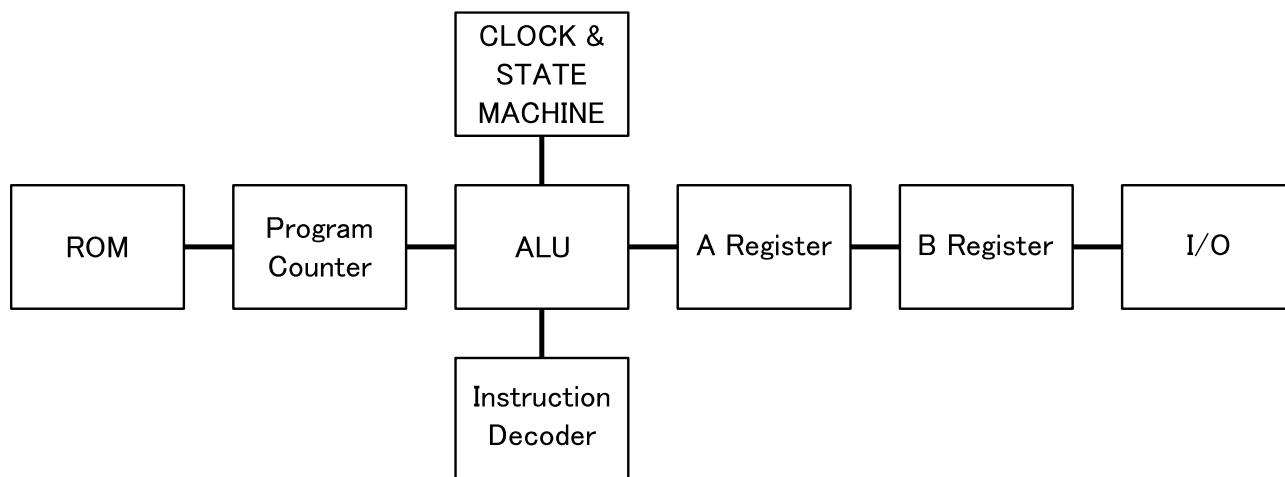 CLOCK &
STATE
MACHINE
ROM
Program
Counter
ALU
A Register
B Register
I/O
Instruction
Decoder